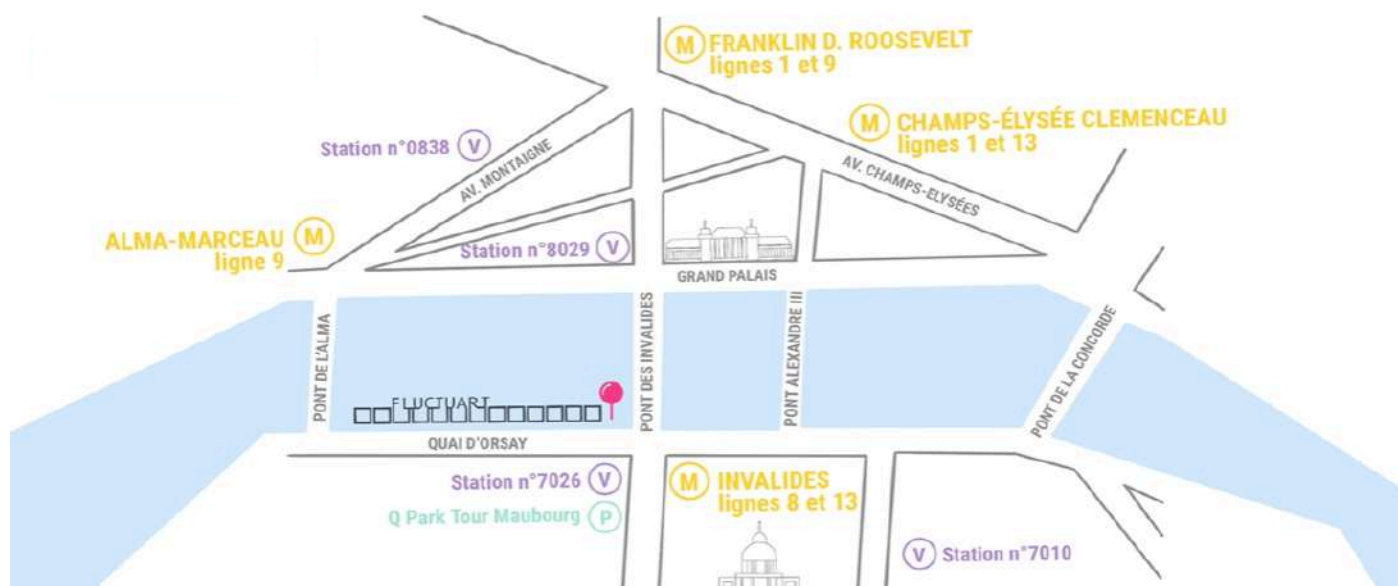 M FRANKLIN D. ROOSEVELT
lignes 1 et 9
M CHAMPS-ÉLYSÉE CLEMENCEAU
lignes 1 et 13
Station n°0838 V
AV. MONTAIGNE
AV. CHAMPS-ELYSÉES
ALMA-MARCEAU M
ligne 9
Station n°8029 V
GRAND PALAIS
PONT DE L'ALMA
PONT DES INVALIDES
PONT ALEXANDRE III
PONT DE LA CONCORDE
FLUCTUART
QUAI D'ORSAY
Station n°7026 V
Q Park Tour Maubourg P
M INVALIDES
lignes 8 et 13
V Station n°7010